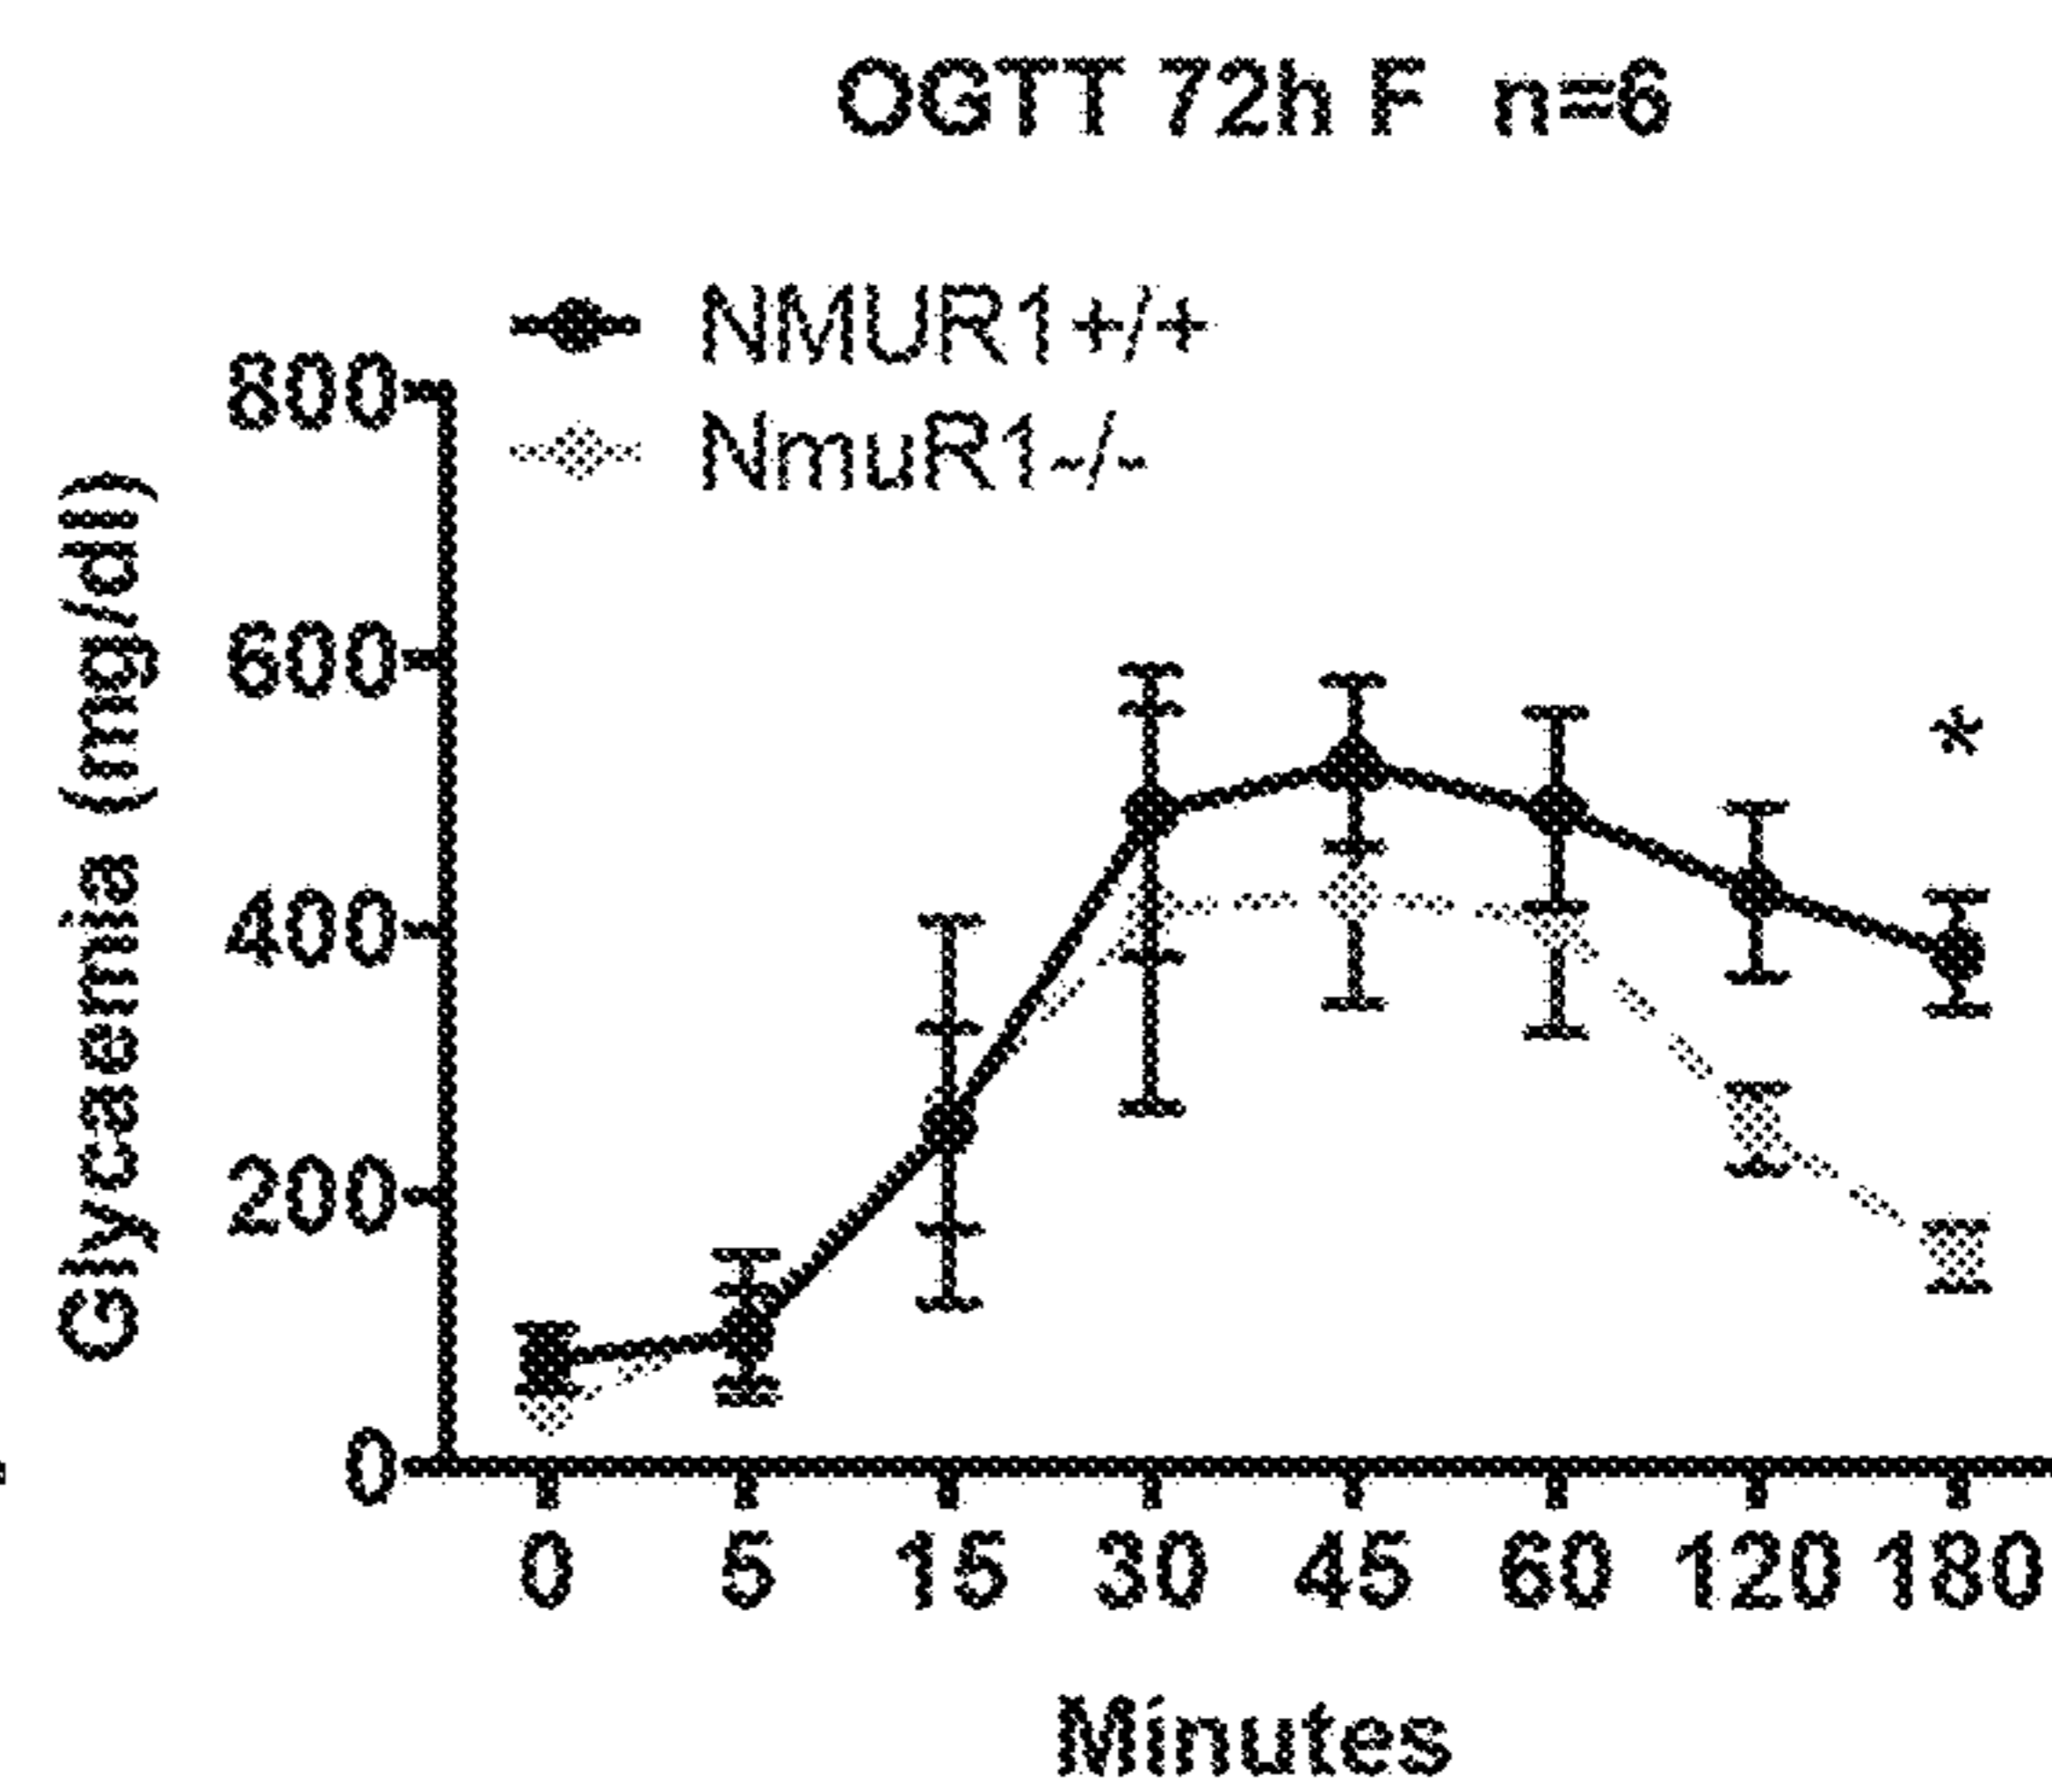 OGTT 72h F n=6
NMUR1+/+
NmuR1-/-
Glycaemia (mg/dl)
800
600
400
200
0
*
0 5 15 30 45 60 120 180
Minutes